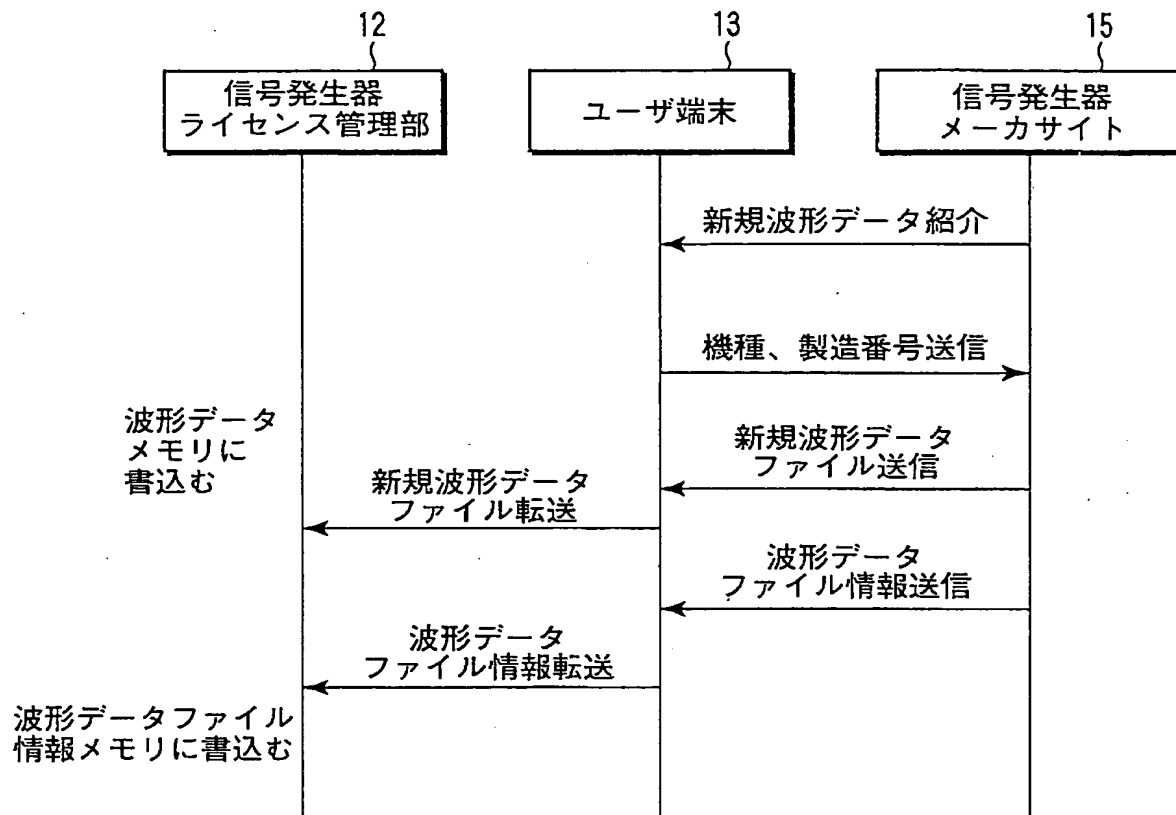 12
13
15
信号発生器
ライセンス管理部
ユーザ端末
信号発生器
メーカサイト
新規波形データ紹介
機種、製造番号送信
波形データ
メモリに
書込む
新規波形データ
ファイル送信
新規波形データ
ファイル転送
波形データ
ファイル情報送信
波形データ
ファイル情報転送
波形データファイル
情報メモリに書込む